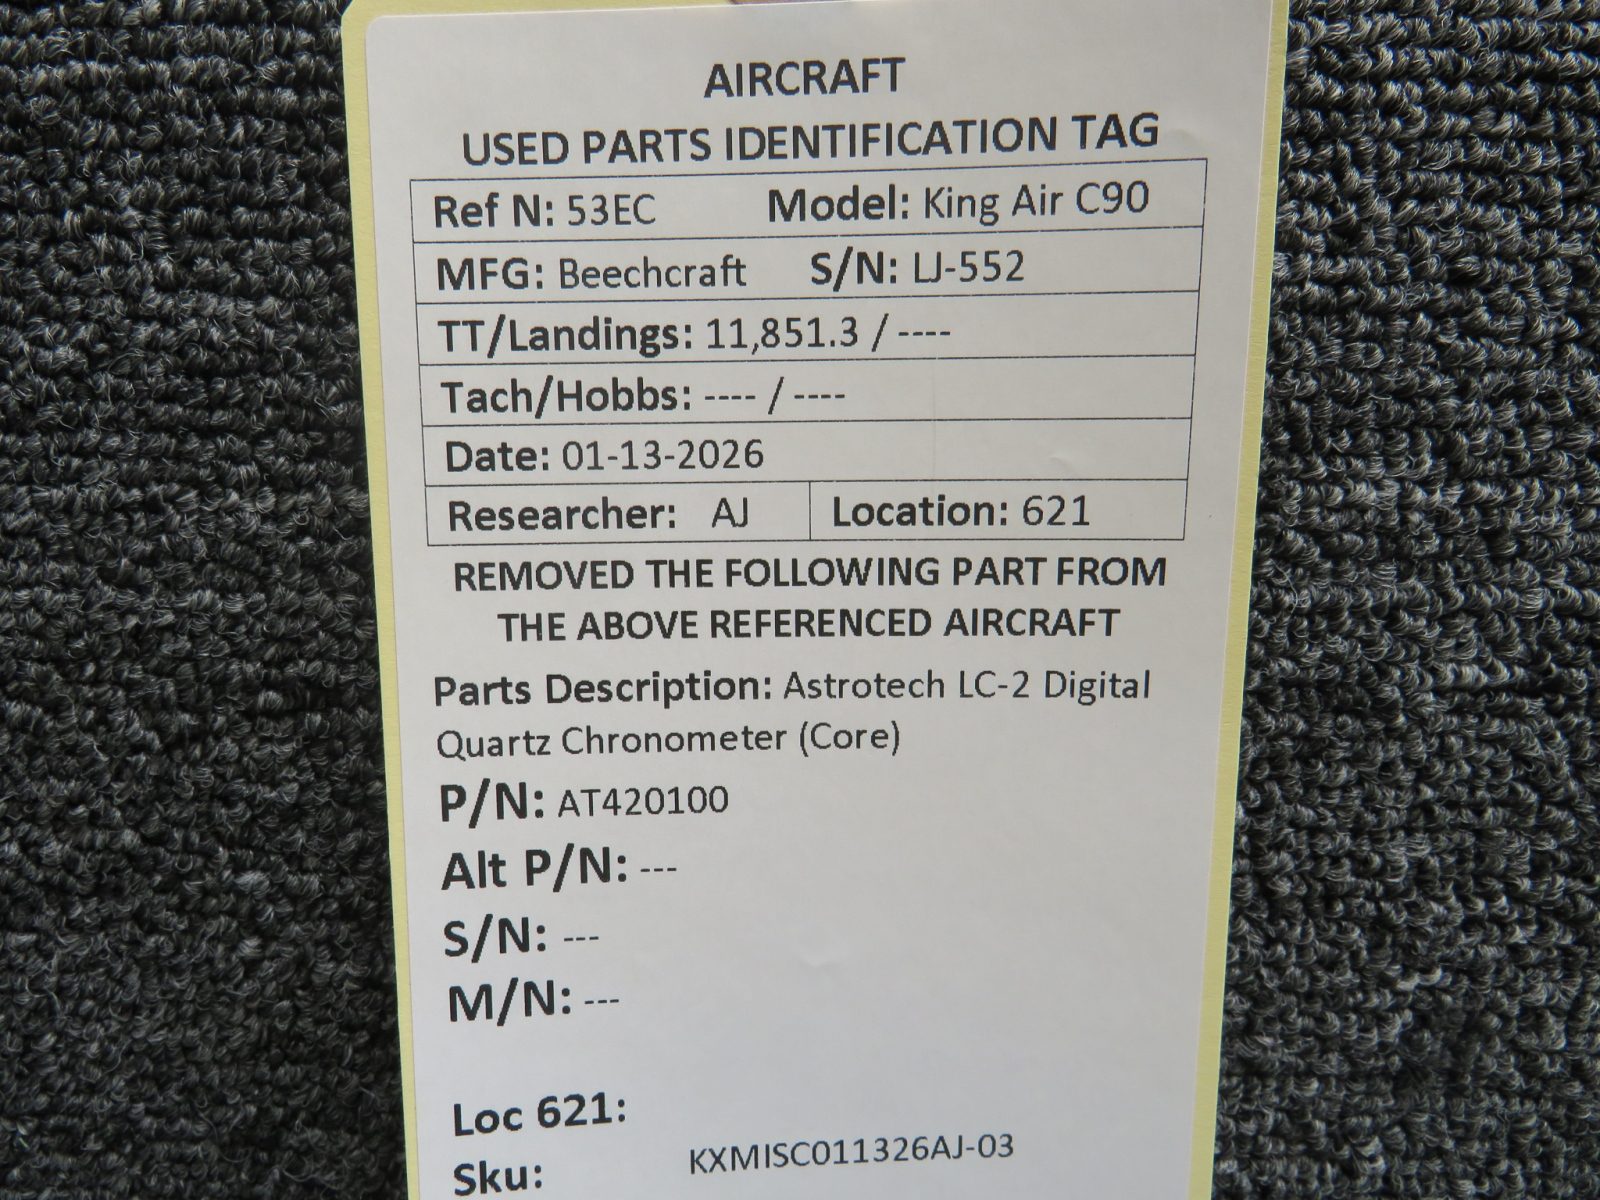 AIRCRAFT
USED PARTS IDENTIFICATION TAG
Ref N: 53EC Model: King Air C90
MFG: Beechcraft S/N: LJ-552
TT/Landings: 11,851.3 / ----
Tach/Hobbs: ---- / ----
Date: 01-13-2026
Researcher: AJ Location: 621
REMOVED THE FOLLOWING PART FROM
THE ABOVE REFERENCED AIRCRAFT
Parts Description: Astrotech LC-2 Digital
Quartz Chronometer (Core)
P/N: AT420100
Alt P/N: ---
S/N: ---
M/N: ---
Loc 621:
Sku: KXMISC011326AJ-03